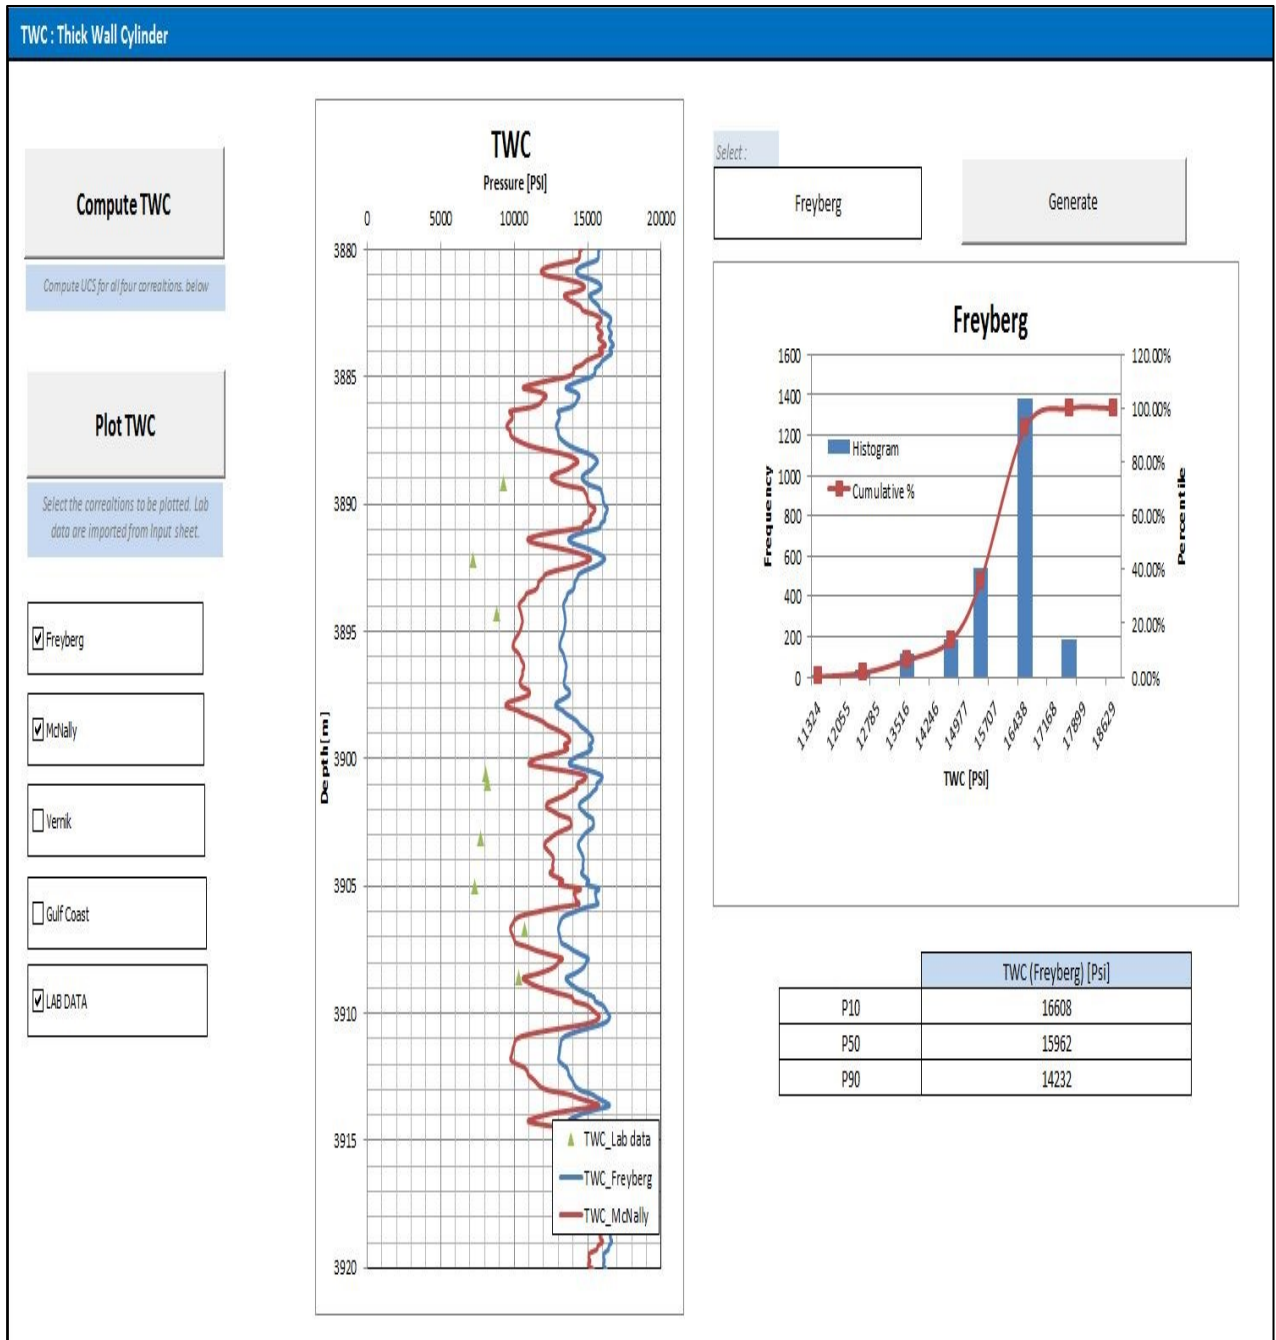 TWC : Thick Wall Cylinder
Compute TWC
Compute UCS for all four correaltions. below
Plot TWC
Select the correaltions to be plotted. Lab
data are imported from Input sheet.
Freyberg
McNally
Vernik
Gulf Coast
LAB DATA
TWC
Pressure [PSI]
0 5000 10000 15000 20000
Depth[m]
3880
3885
3890
3895
3900
3905
3910
3915
3920
TWC_Lab data
TWC_Freyberg
TWC_McNally
Select :
Freyberg
Generate
Freyberg
Frequency
1600
1400
1200
1000
800
600
400
200
0
Histogram
Cumulative %
120.00%
100.00%
80.00%
60.00%
40.00%
20.00%
0.00%
Percentile
11324 12055 12785 13516 14246 14977 15707 16438 17168 17899 18629
TWC [PSI]
TWC (Freyberg) [Psi]
P10 16608
P50 15962
P90 14232